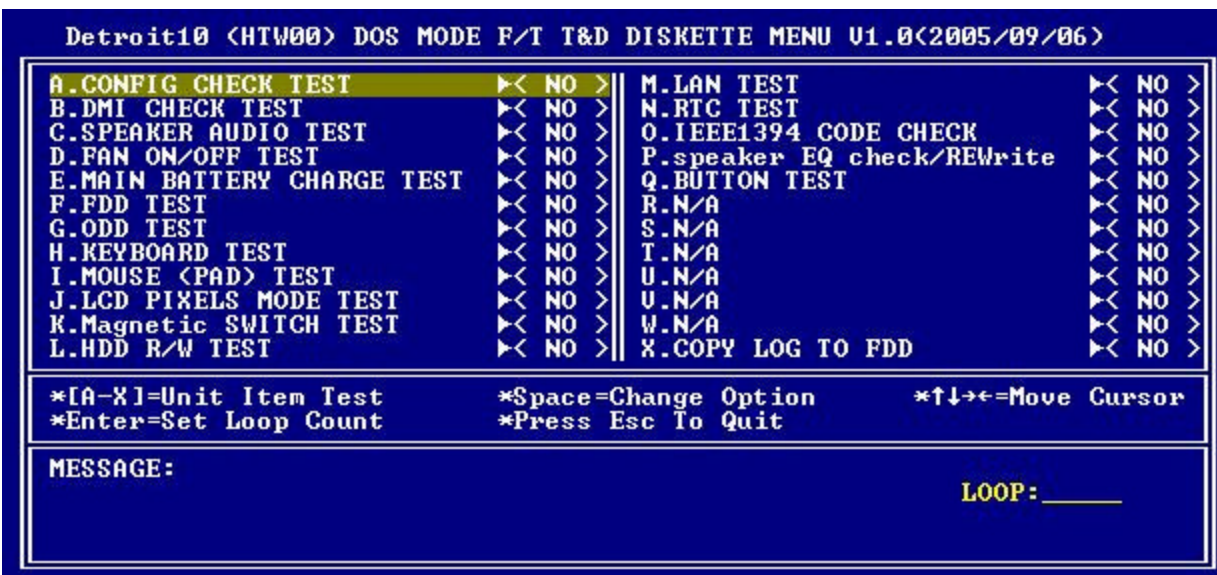 Detroit10 (HTW00) DOS MODE F/T T&D DISKETTE MENU V1.0(2005/09/06)
A.CONFIG CHECK TEST ►< NO >
B.DMI CHECK TEST ►< NO >
C.SPEAKER AUDIO TEST ►< NO >
D.FAN ON/OFF TEST ►< NO >
E.MAIN BATTERY CHARGE TEST ►< NO >
F.FDD TEST ►< NO >
G.ODD TEST ►< NO >
H.KEYBOARD TEST ►< NO >
I.MOUSE (PAD) TEST ►< NO >
J.LCD PIXELS MODE TEST ►< NO >
K.Magnetic SWITCH TEST ►< NO >
L.HDD R/W TEST ►< NO >
M.LAN TEST ►< NO >
N.RTC TEST ►< NO >
O.IEEE1394 CODE CHECK ►< NO >
P.speaker EQ check/REWrite ►< NO >
Q.BUTTON TEST ►< NO >
R.N/A ►< NO >
S.N/A ►< NO >
T.N/A ►< NO >
U.N/A ►< NO >
V.N/A ►< NO >
W.N/A ►< NO >
X.COPY LOG TO FDD ►< NO >
*[A-X]=Unit Item Test *Space=Change Option *↑↓→←=Move Cursor
*Enter=Set Loop Count *Press Esc To Quit
MESSAGE:
LOOP:______